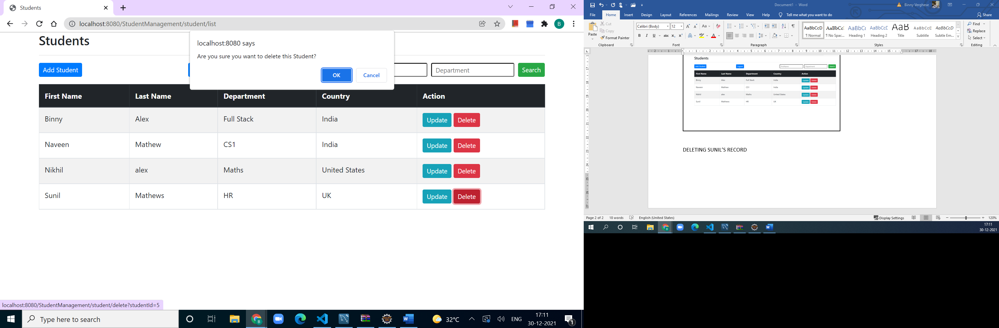 Students
localhost:8080/StudentManagement/student/list
B
Students
localhost:8080 says
Are you sure you want to delete this Student?
OK Cancel
Add Student Department Search
First Name Last Name Department Country Action
Binny Alex Full Stack India Update Delete
Naveen Mathew CS1 India Update Delete
Nikhil alex Maths United States Update Delete
Sunil Mathews HR UK Update Delete
localhost:8080/StudentManagement/student/delete?studentId=5
Type here to search
32°C ENG 17:11
30-12-2021
1
Document1 - Word Binny Verghese
File Home Insert Design Layout References Mailings Review View Help Tell me what you want to do Share
Paste Cut
Copy
Format Painter
Calibri (Body) 12
AaBbCcD AaBbCc AaBbCc AaBbCcC AaB AaBbCcC AaBbCcD
¶ Normal ¶ No Spac... Heading 1 Heading 2 Title Subtitle Subtle Em...
Find
Replace
Select
Clipboard Font Paragraph Styles Editing
Students
Add Student Logout FirstName Department Search
First Name Last Name Department Country Action
Binny Alex Full Stack India Update Delete
Naveen Mathew CS1 India Update Delete
Nikhil alex Maths United States Update Delete
Sunil Mathews HR UK Update Delete
DELETING SUNIL'S RECORD
Page 2 of 2 18 words English (United States) Display Settings 120%
17:11
30-12-2021